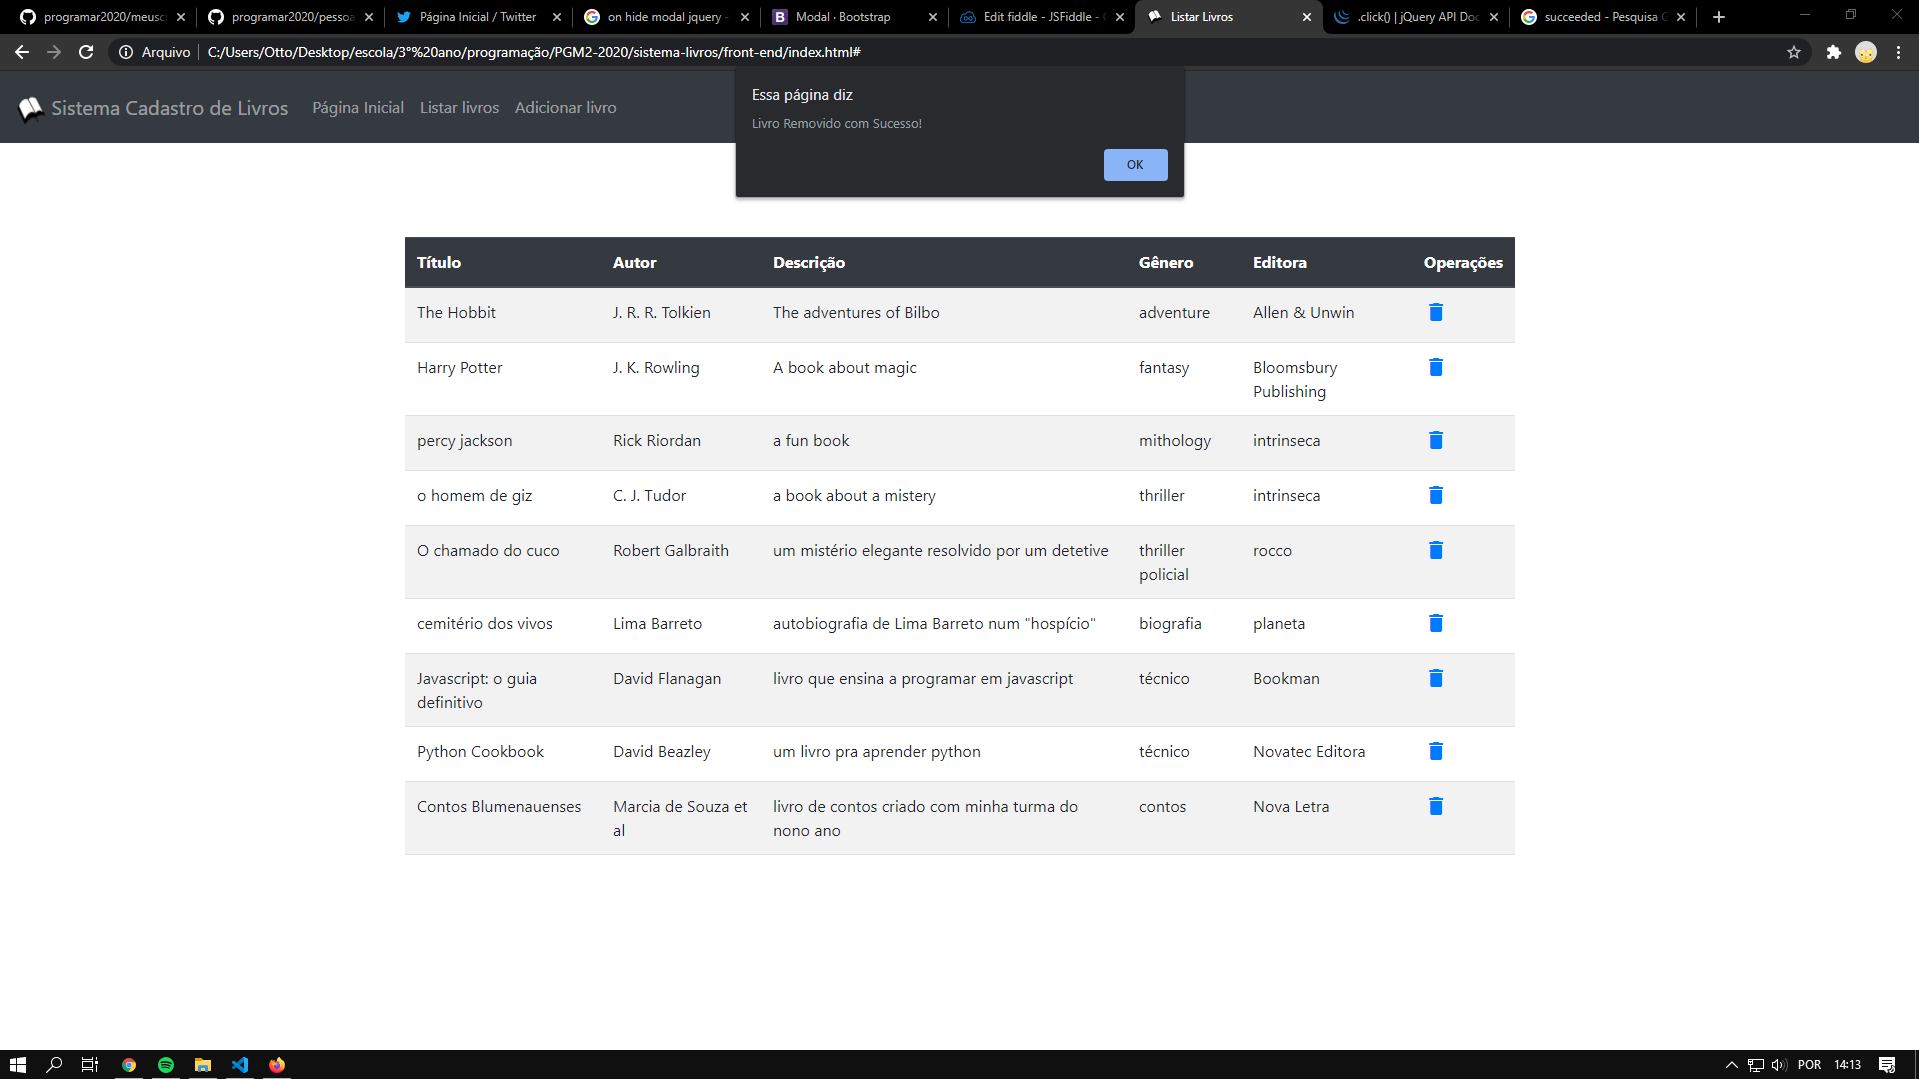 programar2020/meusc
programar2020/pessoa
Página Inicial / Twitter
on hide modal jquery -
Modal · Bootstrap
Edit fiddle - JSFiddle -
Listar Livros
.click() | jQuery API Doc
succeeded - Pesquisa G
Arquivo
C:/Users/Otto/Desktop/escola/3°%20ano/programação/PGM2-2020/sistema-livros/front-end/index.html#
Sistema Cadastro de Livros
Página Inicial
Listar livros
Adicionar livro
Essa página diz
Livro Removido com Sucesso!
OK
Título Autor Descrição Gênero Editora Operações
The Hobbit J. R. R. Tolkien The adventures of Bilbo adventure Allen & Unwin
Harry Potter J. K. Rowling A book about magic fantasy Bloomsbury
Publishing
percy jackson Rick Riordan a fun book mithology intrinseca
o homem de giz C. J. Tudor a book about a mistery thriller intrinseca
O chamado do cuco Robert Galbraith um mistério elegante resolvido por um detetive thriller rocco
policial
cemitério dos vivos Lima Barreto autobiografia de Lima Barreto num "hospício" biografia planeta
Javascript: o guia David Flanagan livro que ensina a programar em javascript técnico Bookman
definitivo
Python Cookbook David Beazley um livro pra aprender python técnico Novatec Editora
Contos Blumenauenses Marcia de Souza et livro de contos criado com minha turma do contos Nova Letra
al nono ano
POR
14:13